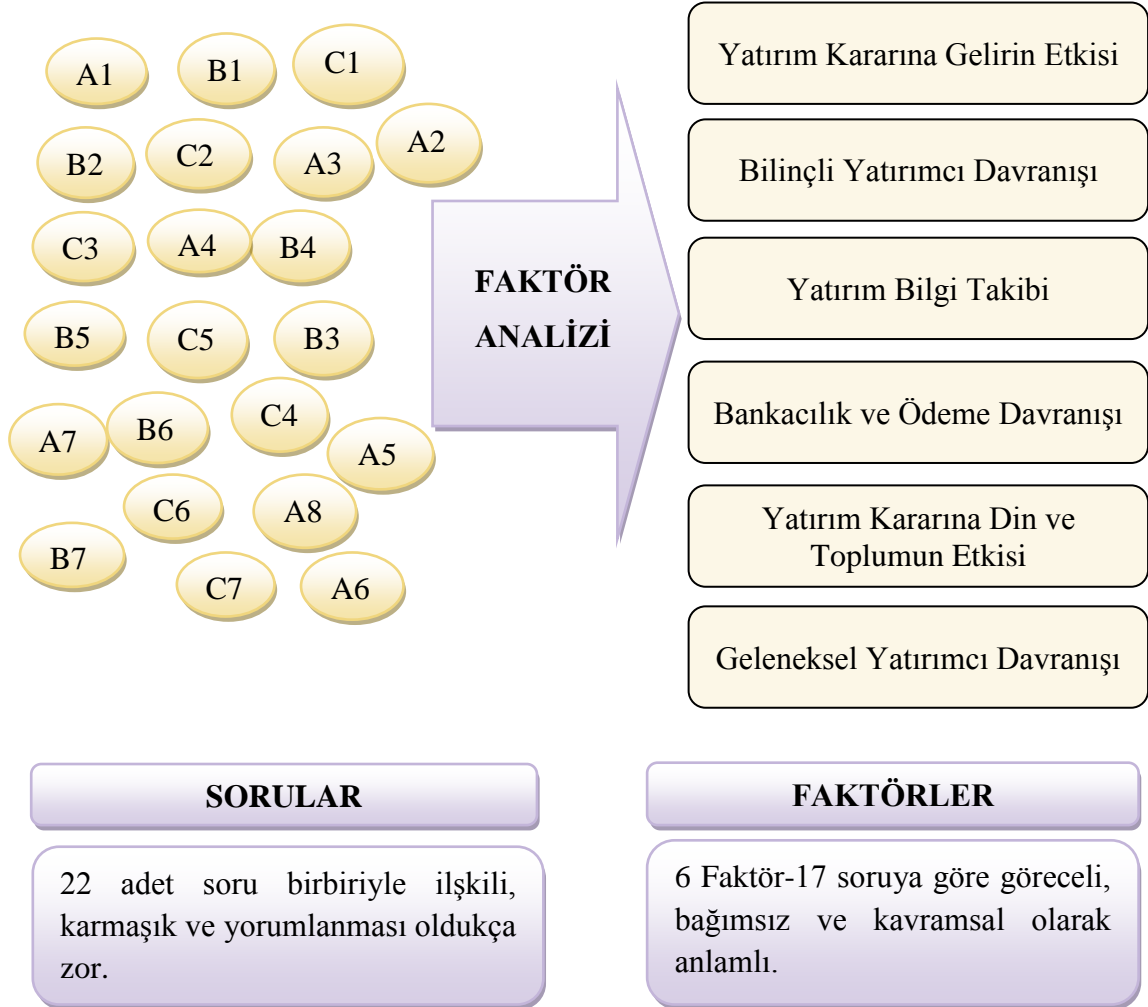 A1
B1
C1
B2
C2
A3
A2
C3
A4
B4
B5
C5
B3
A7
B6
C4
A5
C6
A8
B7
C7
A6
FAKTÖR
ANALİZİ
Yatırım Kararına Gelirin Etkisi
Bilinçli Yatırımcı Davranışı
Yatırım Bilgi Takibi
Bankacılık ve Ödeme Davranışı
Yatırım Kararına Din ve
Toplumun Etkisi
Geleneksel Yatırımcı Davranışı
SORULAR
22 adet soru birbiriyle ilşkili,
karmaşık ve yorumlanması oldukça
zor.
FAKTÖRLER
6 Faktör-17 soruya göre göreceli,
bağımsız ve kavramsal olarak
anlamlı.